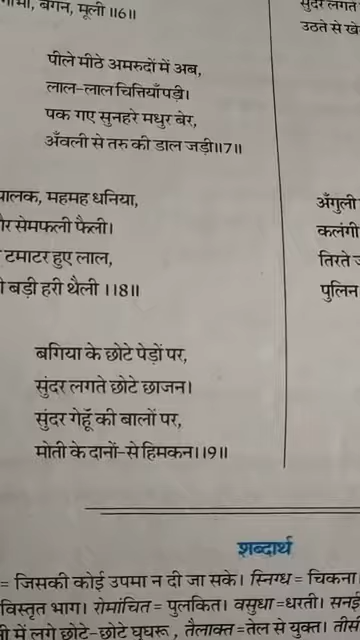 बैंगन, मूली ॥6॥
पीले मीठे अमरुदों में अब,
लाल-लाल चित्तियाँ पड़ी।
पक गए सुनहरे मधुर बेर,
अँवली से तरु की डाल जड़ी॥7॥
पालक, महमह धनिया,
सेमफली फैली।
टमाटर हुए लाल,
बड़ी हरी थैली ।।8॥
बगिया के छोटे पेड़ों पर,
सुंदर लगते छोटे छाजन।
सुंदर गेहूँ की बालों पर,
मोती के दानों-से हिमकन।।9॥
सुंदर लगते
उठते से
अँगुली
कलंगी
तिरते
पुलिन
शब्दार्थ
= जिसकी कोई उपमा न दी जा सके। स्निग्ध = चिकना।
विस्तृत भाग। रोमांचित = पुलकित। वसुधा =धरती। सनई
में लगे छोटे-छोटे घुघरू, तैलाक्त =तेल से युक्त। तीस